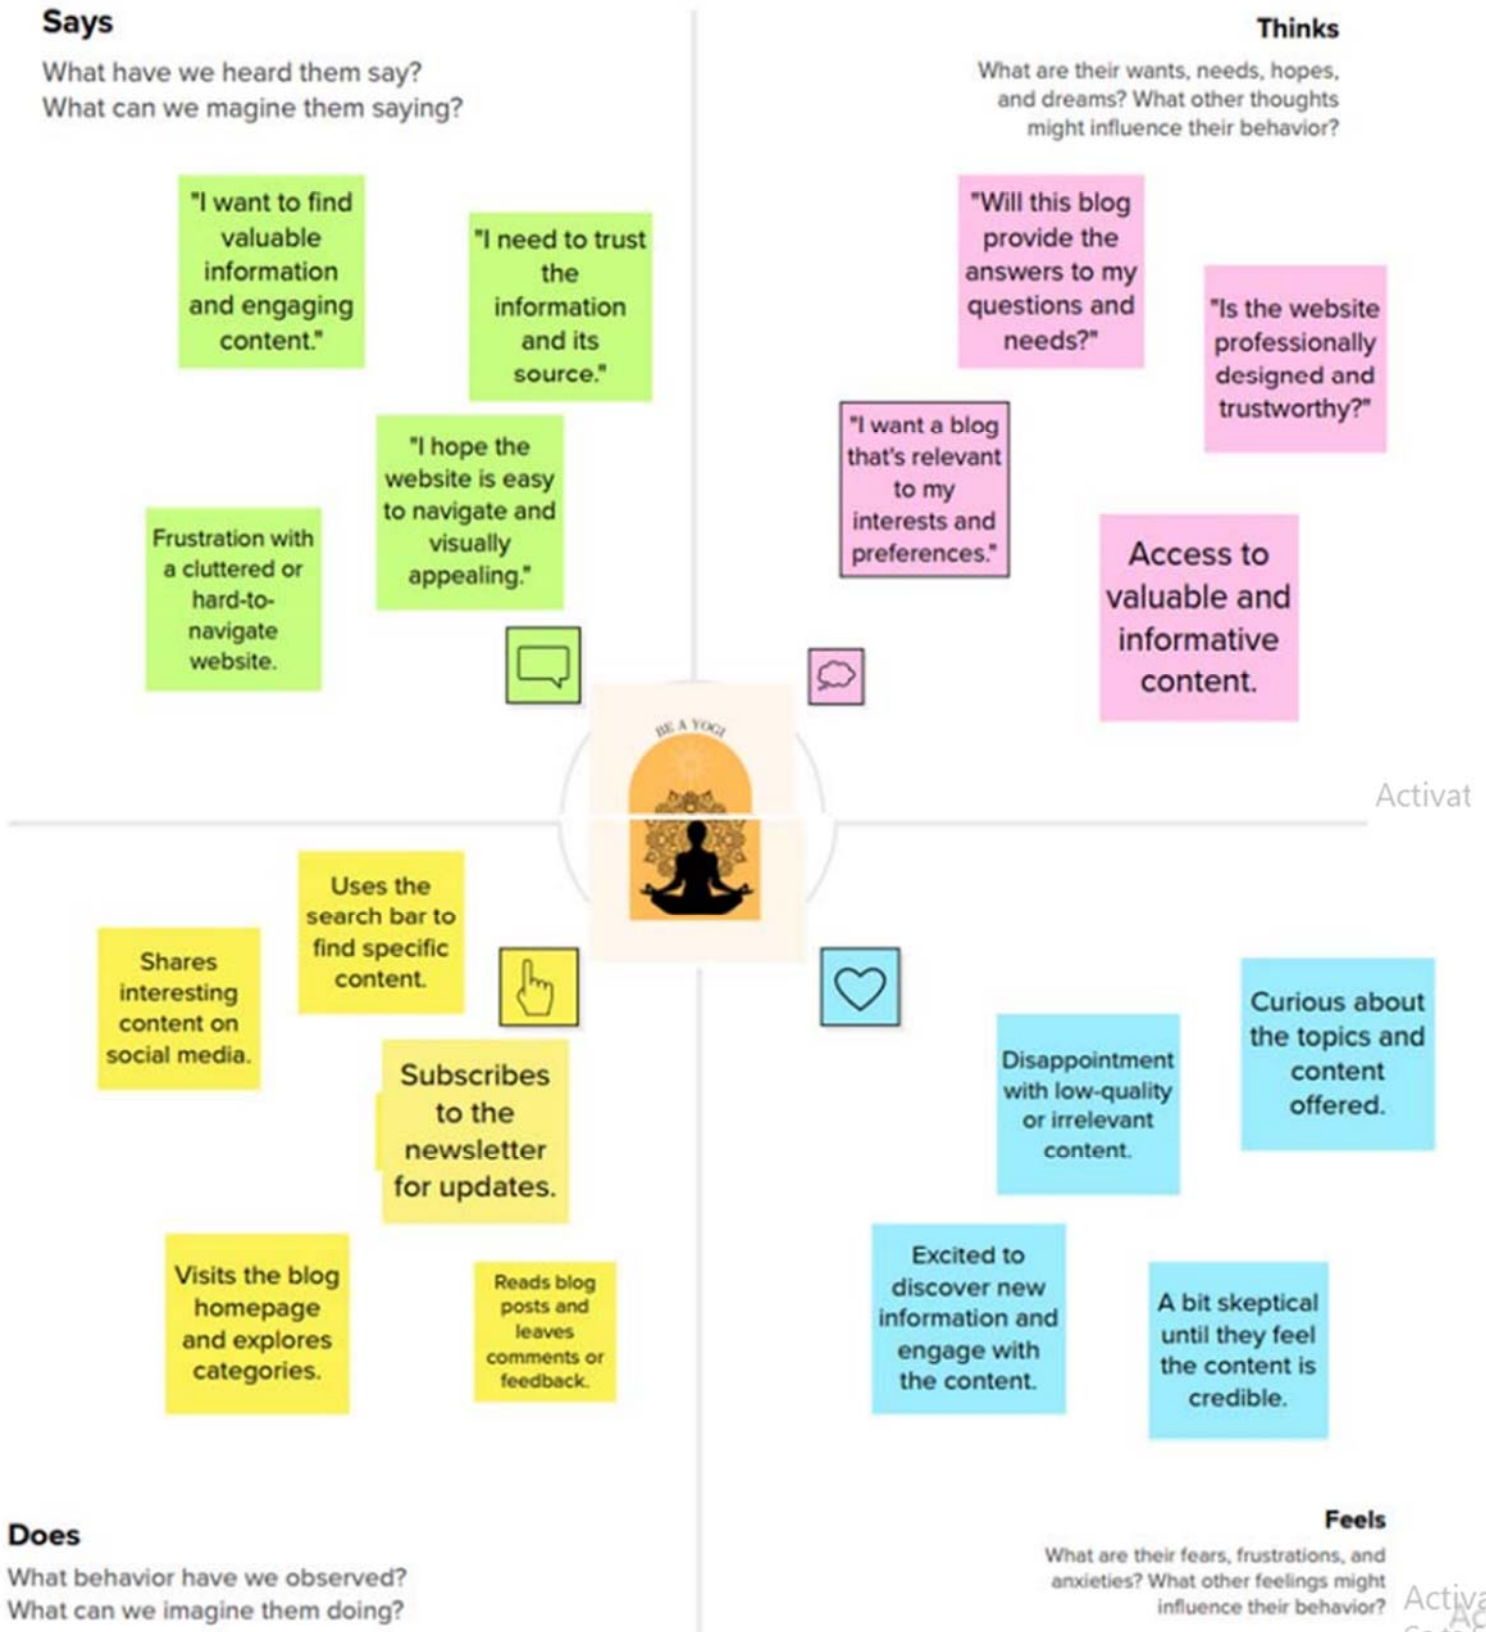 Says
What have we heard them say?
What can we magine them saying?
"I want to find
valuable
information
and engaging
content."
"I need to trust
the
information
and its
source."
"I hope the
website is easy
to navigate and
visually
appealing."
Frustration with
a cluttered or
hard-to-
navigate
website.
Thinks
What are their wants, needs, hopes,
and dreams? What other thoughts
might influence their behavior?
"Will this blog
provide the
answers to my
questions and
needs?"
"Is the website
professionally
designed and
trustworthy?"
"I want a blog
that's relevant
to my
interests and
preferences."
Access to
valuable and
informative
content.
BE A YOGI
Activat
Uses the
search bar to
find specific
content.
Shares
interesting
content on
social media.
Subscribes
to the
newsletter
for updates.
Visits the blog
homepage
and explores
categories.
Reads blog
posts and
leaves
comments or
feedback.
Does
What behavior have we observed?
What can we imagine them doing?
Curious about
the topics and
content
offered.
Disappointment
with low-quality
or irrelevant
content.
Excited to
discover new
information and
engage with
the content.
A bit skeptical
until they feel
the content is
credible.
Feels
What are their fears, frustrations, and
anxieties? What other feelings might
influence their behavior?
Activa
Ac